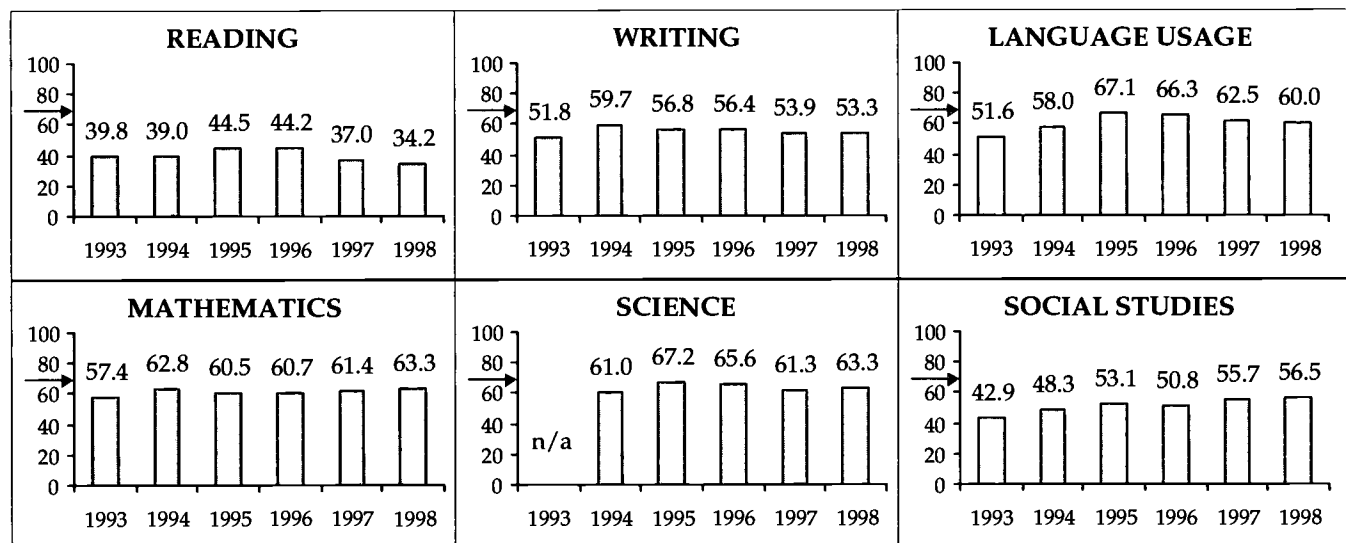 READING
100
80
60
40
20
0
39.8 39.0 44.5 44.2 37.0 34.2
1993 1994 1995 1996 1997 1998
WRITING
100
80
60
40
20
0
51.8 59.7 56.8 56.4 53.9 53.3
1993 1994 1995 1996 1997 1998
LANGUAGE USAGE
100
80
60
40
20
0
51.6 58.0 67.1 66.3 62.5 60.0
1993 1994 1995 1996 1997 1998
MATHEMATICS
100
80
60
40
20
0
57.4 62.8 60.5 60.7 61.4 63.3
1993 1994 1995 1996 1997 1998
SCIENCE
100
80
60
40
20
0
n/a 61.0 67.2 65.6 61.3 63.3
1993 1994 1995 1996 1997 1998
SOCIAL STUDIES
100
80
60
40
20
0
42.9 48.3 53.1 50.8 55.7 56.5
1993 1994 1995 1996 1997 1998